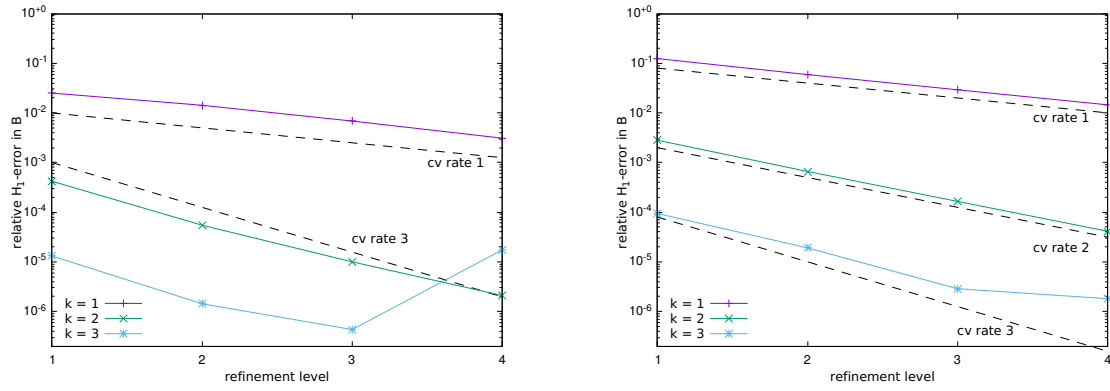 relative H₁-error in B
10⁺⁰
10⁻¹
10⁻²
10⁻³
10⁻⁴
10⁻⁵
10⁻⁶
cv rate 1
cv rate 3
k = 1
k = 2
k = 3
1 2 3 4
refinement level
relative H₁-error in B
10⁺⁰
10⁻¹
10⁻²
10⁻³
10⁻⁴
10⁻⁵
10⁻⁶
cv rate 1
cv rate 2
k = 1
k = 2
k = 3
cv rate 3
1 2 3 4
refinement level